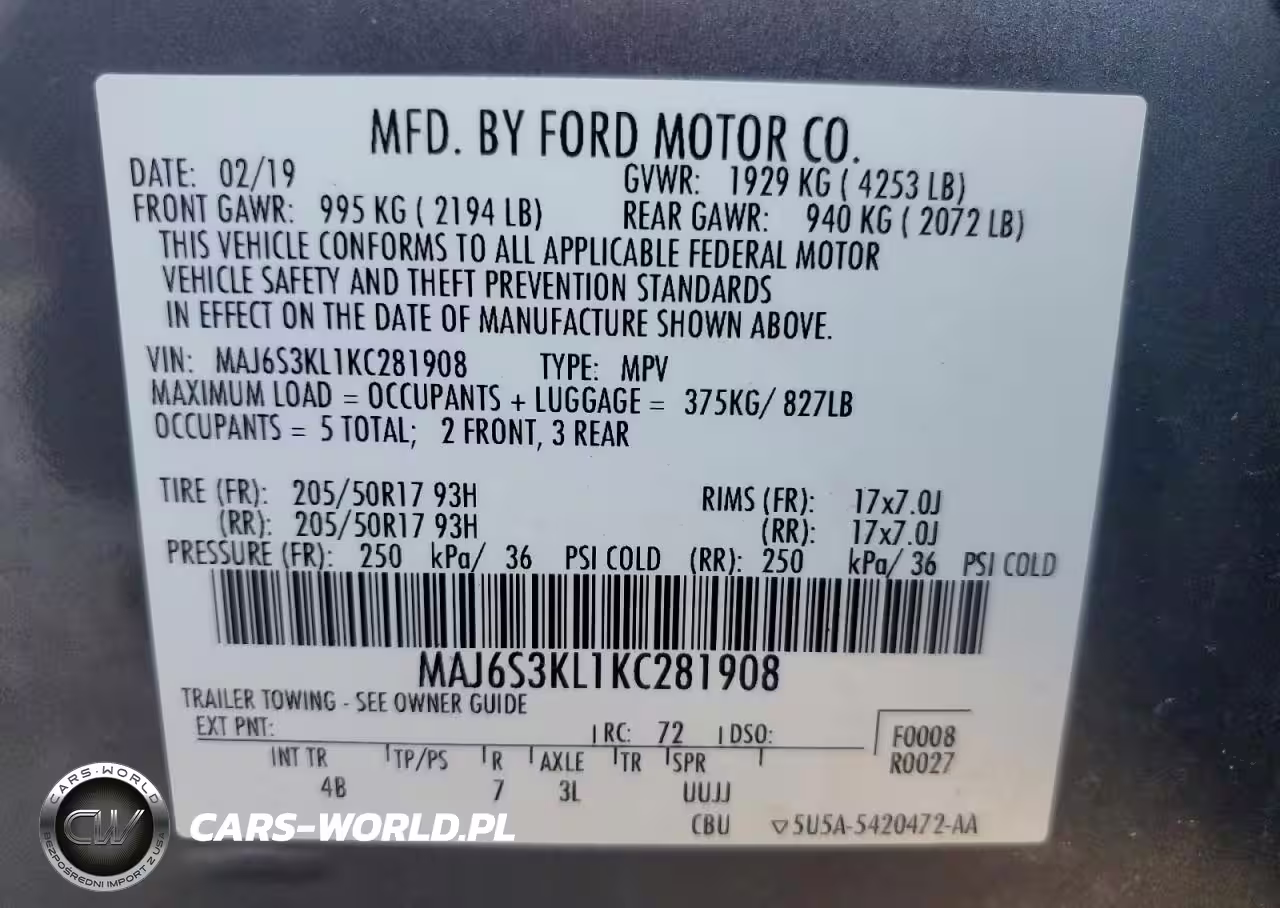 MFD. BY FORD MOTOR CO.
DATE: 02/19 GVWR: 1929 KG ( 4253 LB)
FRONT GAWR: 995 KG ( 2194 LB) REAR GAWR: 940 KG ( 2072 LB)
THIS VEHICLE CONFORMS TO ALL APPLICABLE FEDERAL MOTOR
VEHICLE SAFETY AND THEFT PREVENTION STANDARDS
IN EFFECT ON THE DATE OF MANUFACTURE SHOWN ABOVE.
VIN: MAJ6S3KL1KC281908 TYPE: MPV
MAXIMUM LOAD = OCCUPANTS + LUGGAGE = 375KG/ 827LB
OCCUPANTS = 5 TOTAL; 2 FRONT, 3 REAR
TIRE (FR): 205/50R17 93H RIMS (FR): 17x7.0J
(RR): 205/50R17 93H (RR): 17x7.0J
PRESSURE (FR): 250 kPa/ 36 PSI COLD (RR): 250 kPa/ 36 PSI COLD
MAJ6S3KL1KC281908
TRAILER TOWING - SEE OWNER GUIDE
EXT PNT: RC: 72 DSO: F0008
INT TR TP/PS R AXLE TR SPR R0027
4B 7 3L UUJJ
CBU ▽5U5A-5420472-AA
CARS-WORLD
CW
BEZPOŚREDNI IMPORT Z USA
CARS-WORLD.PL